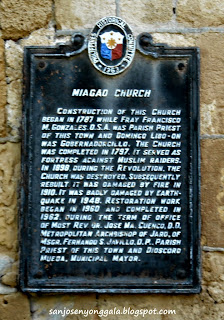 PHILIPPINES HISTORICAL COMMITTEE
1933
MIAGAO CHURCH
CONSTRUCTION OF THIS CHURCH
BEGAN IN 1787 WHILE FRAY FRANCISCO
M. GONZALES, O.S.A. WAS PARISH PRIEST
OF THIS TOWN AND DOMINGO LIBO-ON
WAS GOBERNADORCILLO. THE CHURCH
WAS COMPLETED IN 1797. IT SERVED AS
FORTRESS AGAINST MUSLIM RAIDERS.
IN 1898, DURING THE REVOLUTION, THE
CHURCH WAS DESTROYED. SUBSEQUENTLY
REBUILT IT WAS DAMAGED BY FIRE IN
1910. IT WAS BADLY DAMAGED BY EARTH-
QUAKE IN 1948. RESTORATION WORK
BEGAN IN 1960 AND COMPLETED IN
1962, DURING THE TERM OF OFFICE
OF MOST REV. JOSE MA. CUENCO, D.D.
METROPOLITAN ARCHBISHOP OF JARO, OF
MSGR. FERNANDO S. JAVILLO, O.P., PARISH
PRIEST OF THIS TOWN AND DIOSCORO
MUEDA, MUNICIPAL MAYOR.
sanjosenyonggala.blogspot.com